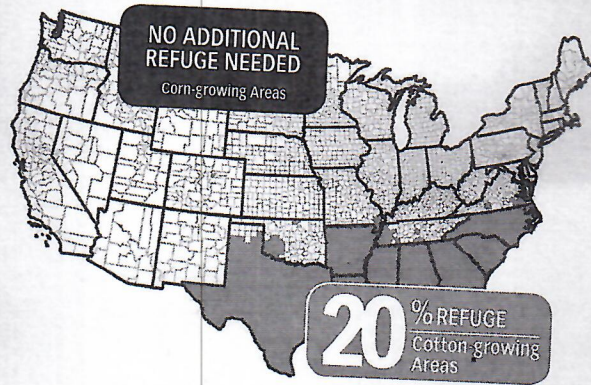 NO ADDITIONAL
REFUGE NEEDED
Corn-growing Areas
20 % REFUGE
Cotton-growing
Areas